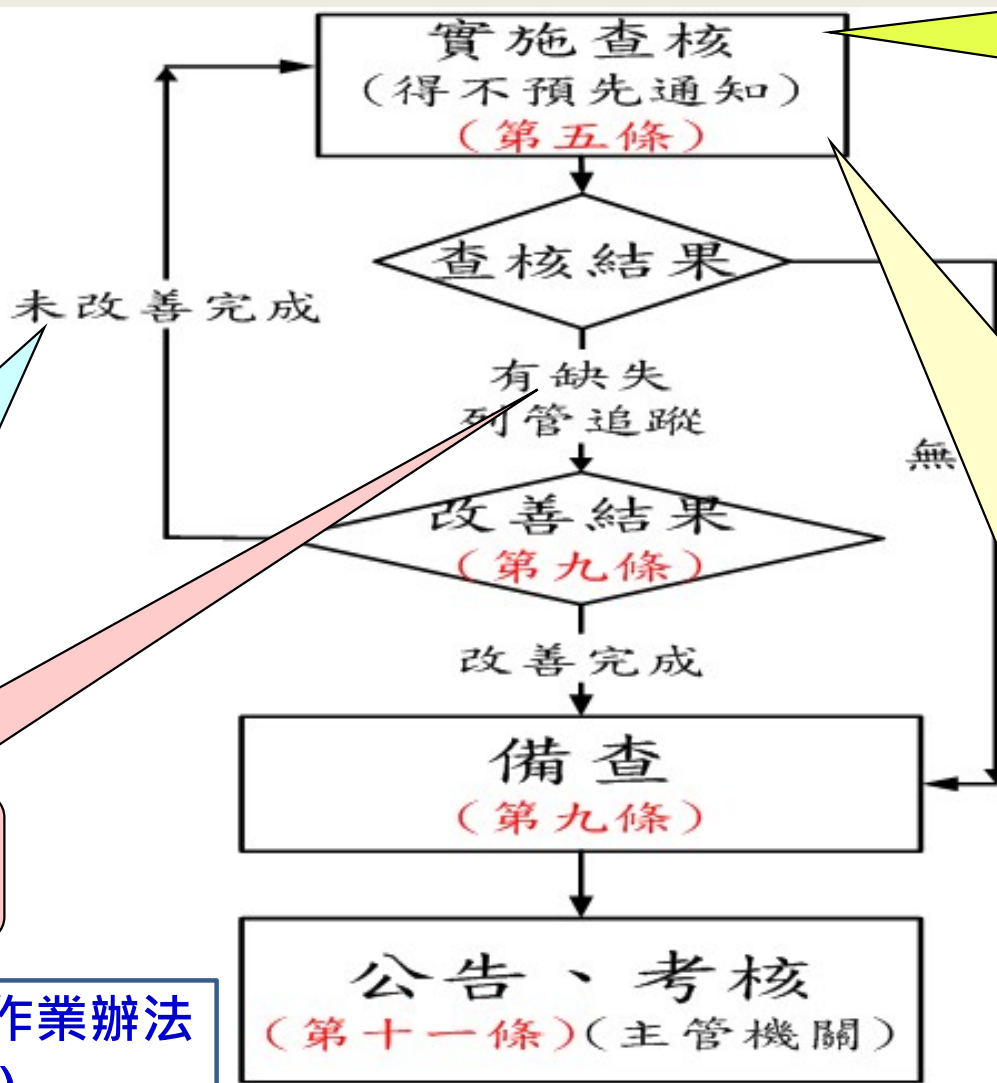 實施查核
(得不預先通知)
(第五條)
查核結果
未改善完成
有缺失
列管追蹤
無
改善結果
(第九條)
改善完成
備查
(第九條)
公告、考核
(第十一條)(主管機關)
作業辦法
)